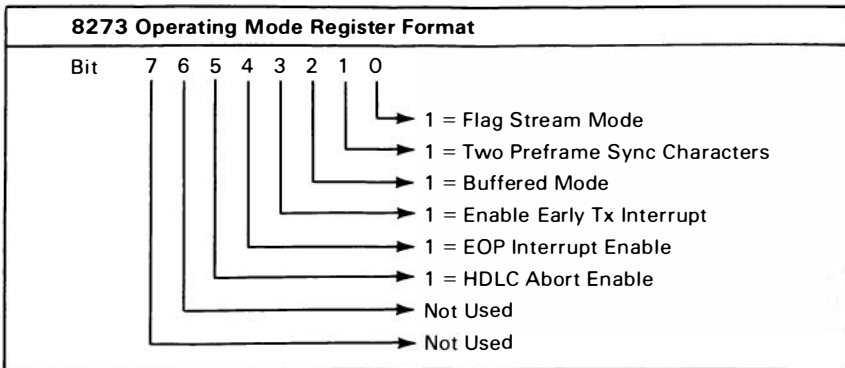 8273 Operating Mode Register Format
Bit 7 6 5 4 3 2 1 0
1 = Flag Stream Mode
1 = Two Preframe Sync Characters
1 = Buffered Mode
1 = Enable Early Tx Interrupt
1 = EOP Interrupt Enable
1 = HDLC Abort Enable
Not Used
Not Used